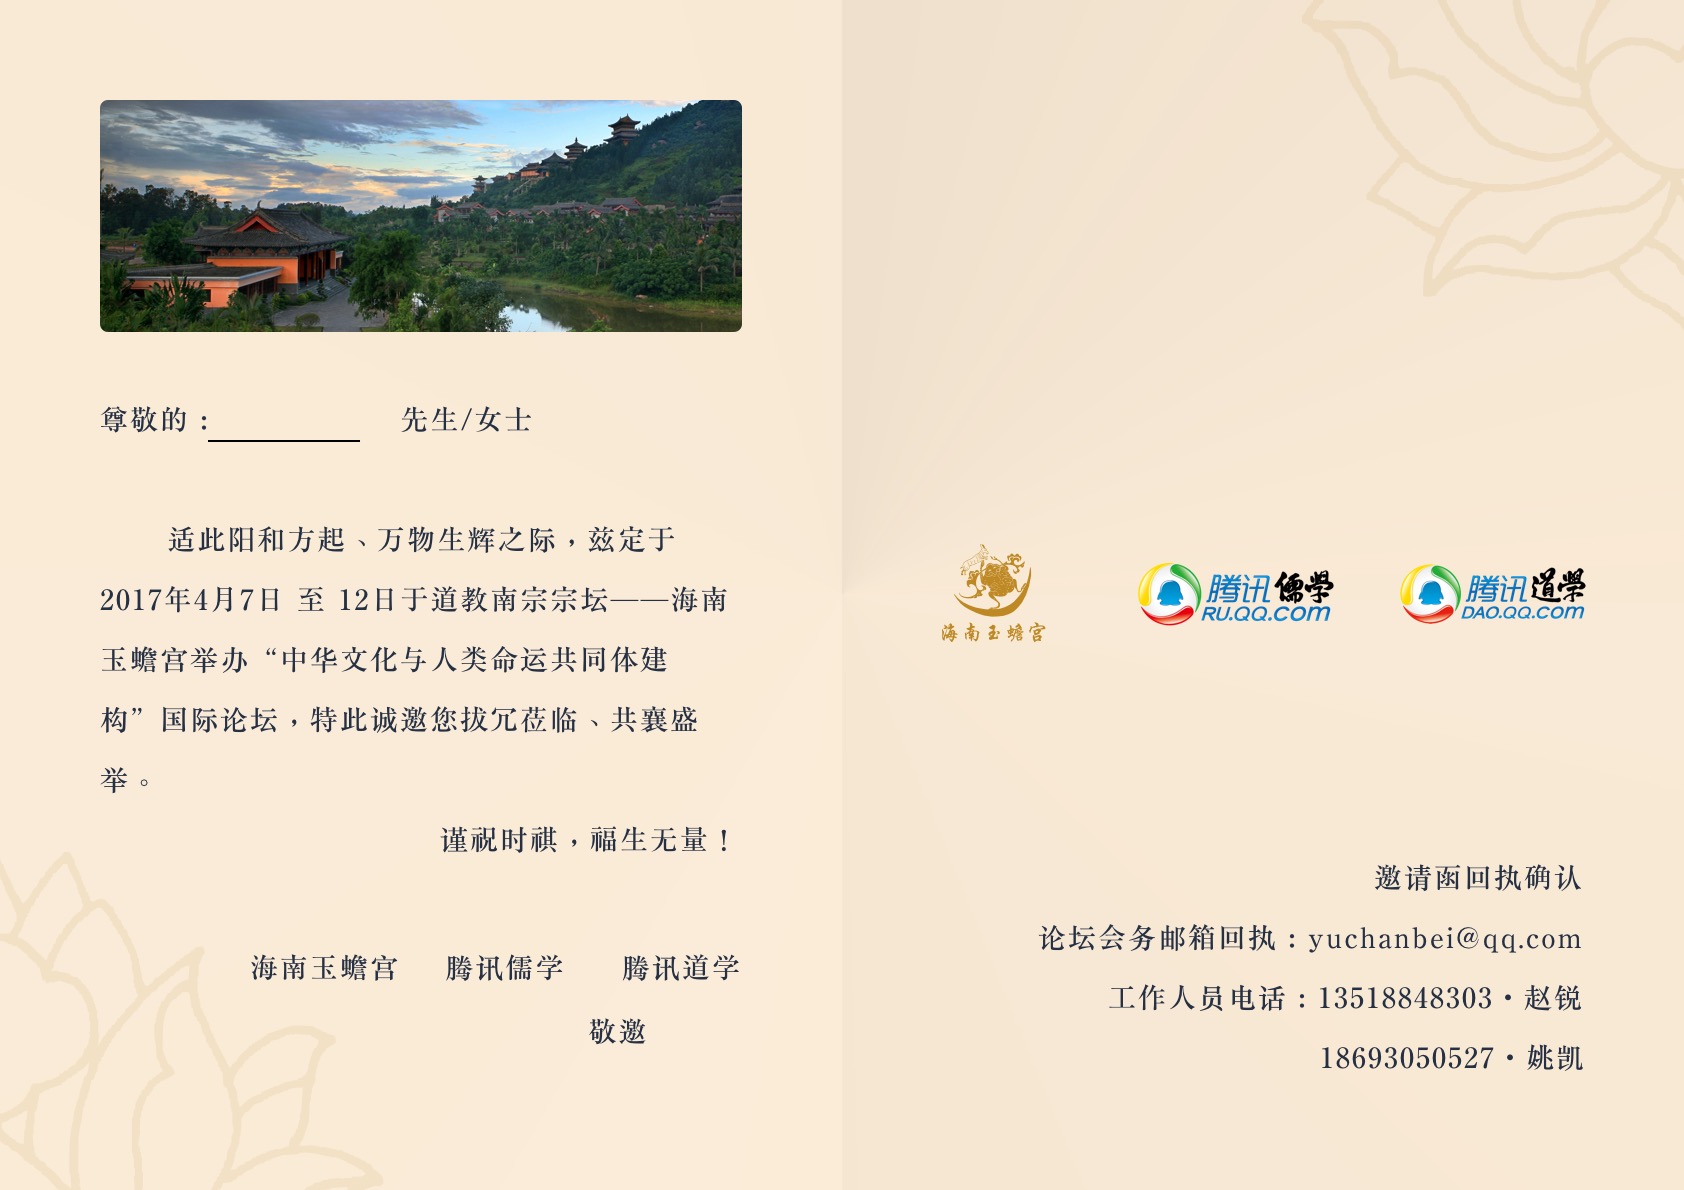 尊敬的：          先生/女士
适此阳和方起、万物生辉之际，兹定于
2017年4月7日 至 12日于道教南宗宗坛——海南
玉蟾宫举办“中华文化与人类命运共同体建
构”国际论坛，特此诚邀您拔冗莅临、共襄盛
举。
谨祝时祺，福生无量！
海南玉蟾宫 腾讯儒学 腾讯道学
敬邀
海南玉蟾宫
腾讯儒學
RU.QQ.com
腾讯道學
DAO.QQ.com
邀请函回执确认
论坛会务邮箱回执：yuchanbei@qq.com
工作人员电话：13518848303·赵锐
18693050527·姚凯